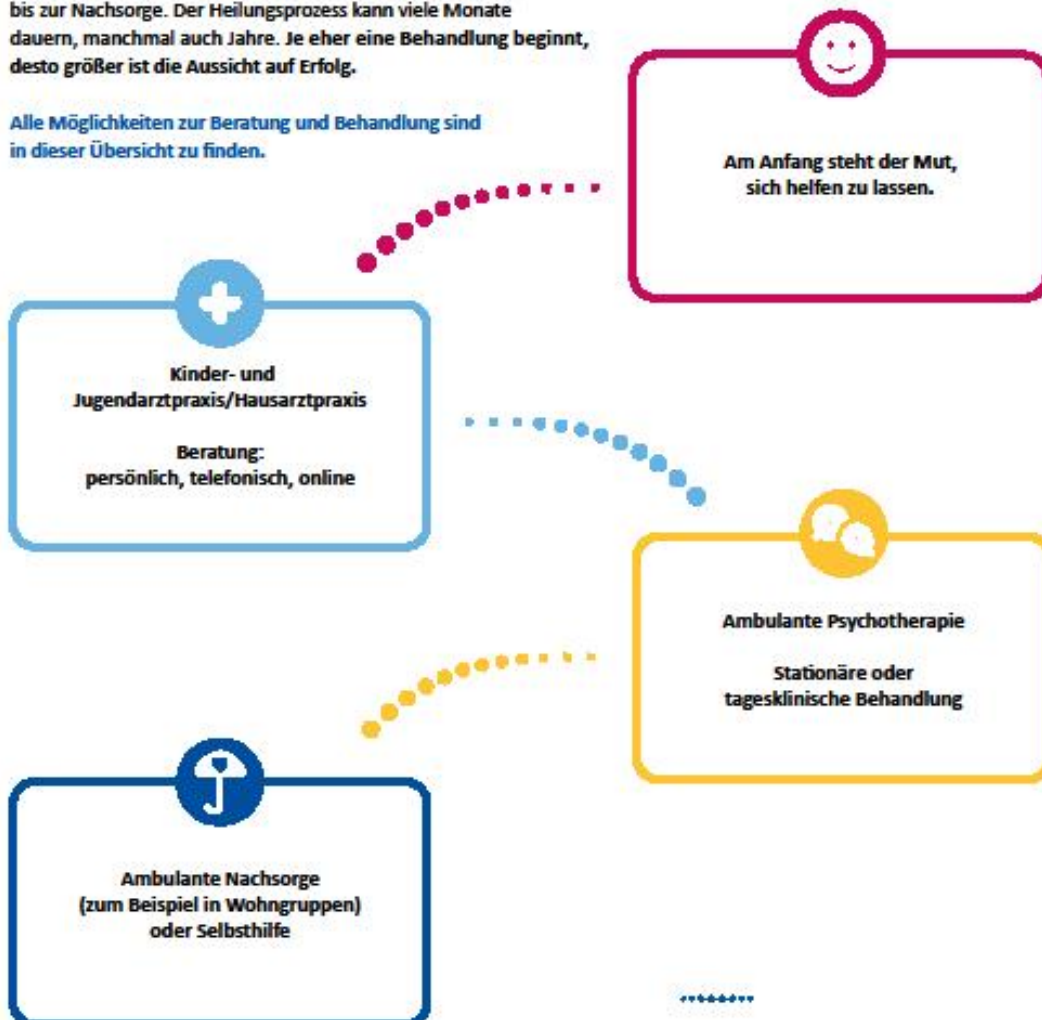 bis zur Nachsorge. Der Heilungsprozess kann viele Monate
dauern, manchmal auch Jahre. Je eher eine Behandlung beginnt,
desto größer ist die Aussicht auf Erfolg.
Alle Möglichkeiten zur Beratung und Behandlung sind
in dieser Übersicht zu finden.
Am Anfang steht der Mut,
sich helfen zu lassen.
Kinder- und
Jugendarztpraxis/Hausarztpraxis
Beratung:
persönlich, telefonisch, online
Ambulante Psychotherapie
Stationäre oder
tagesklinische Behandlung
Ambulante Nachsorge
(zum Beispiel in Wohngruppen)
oder Selbsthilfe